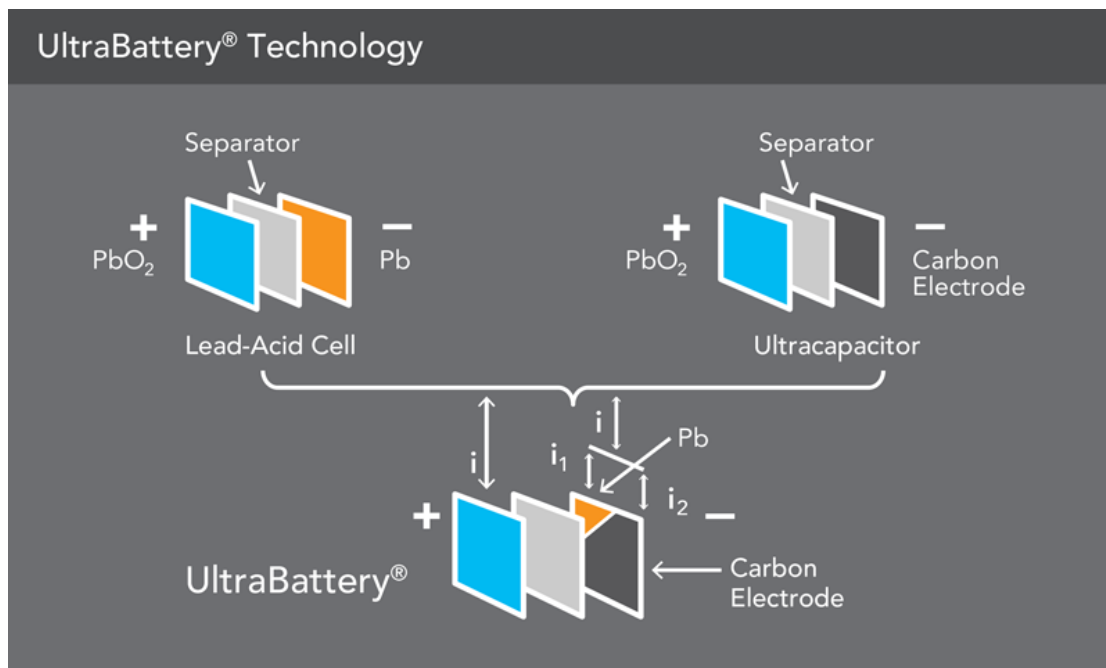 UltraBattery® Technology
Separator
Separator
+
PbO₂
−
Pb
+
PbO₂
−
Carbon
Electrode
Lead-Acid Cell
Ultracapacitor
i
i
i₁
Pb
i₂
+
−
UltraBattery®
Carbon
Electrode